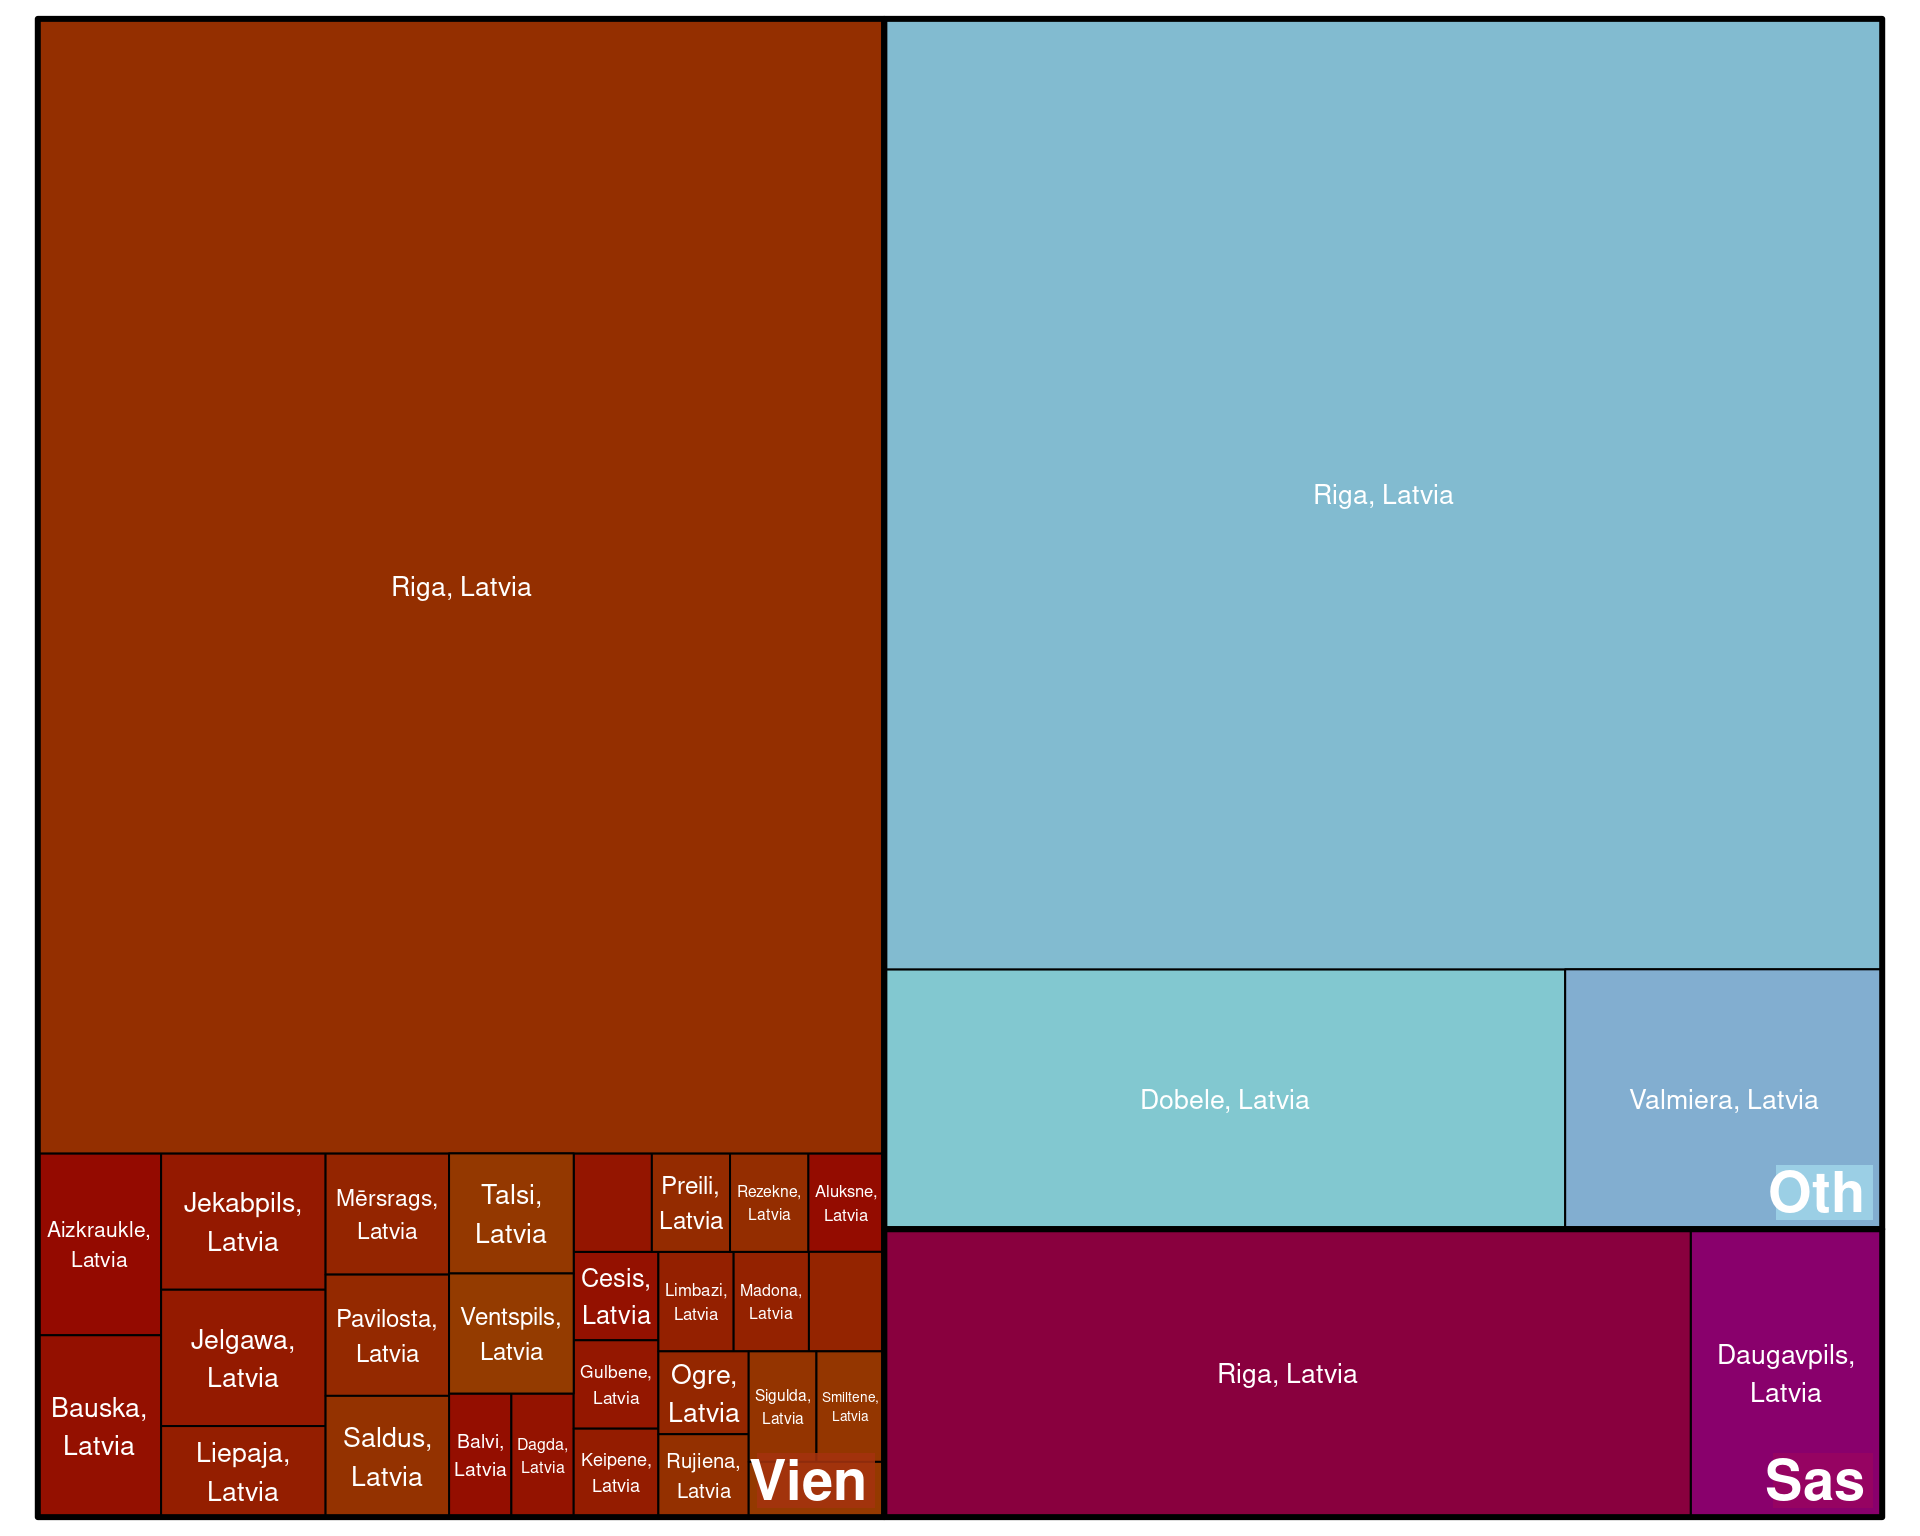 Riga, Latvia
Riga, Latvia
Dobele, Latvia
Valmiera, Latvia
Oth
Aizkraukle,
Latvia
Bauska,
Latvia
Jekabpils,
Latvia
Jelgawa,
Latvia
Liepaja,
Latvia
Mērsrags,
Latvia
Pavilosta,
Latvia
Saldus,
Latvia
Talsi,
Latvia
Ventspils,
Latvia
Balvi,
Latvia
Dagda,
Latvia
Preili,
Latvia
Rezekne,
Latvia
Aluksne,
Latvia
Cesis,
Latvia
Gulbene,
Latvia
Keipene,
Latvia
Limbazi,
Latvia
Madona,
Latvia
Ogre,
Latvia
Rujiena,
Latvia
Sigulda,
Latvia
Smiltene,
Latvia
Vien
Riga, Latvia
Daugavpils,
Latvia
Sas